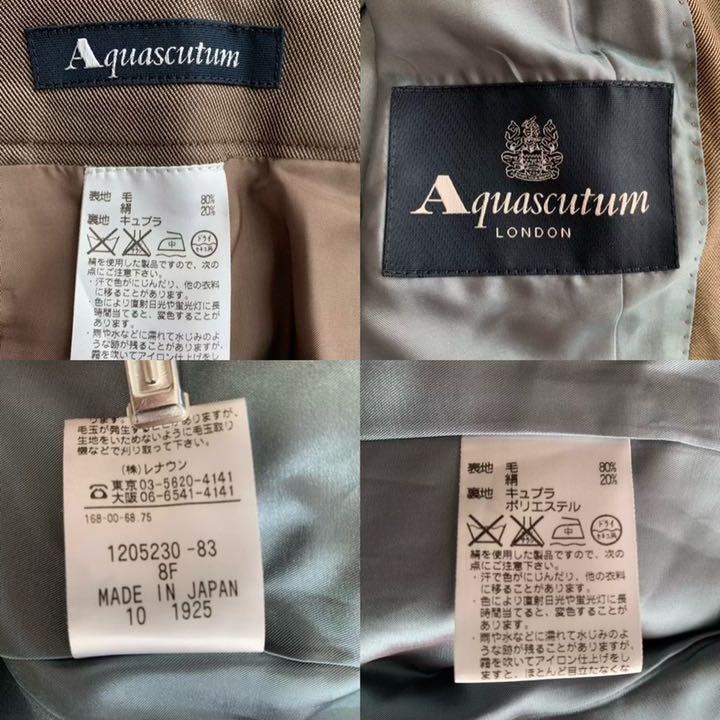 Aquascutum
表地 毛 80%
絹 20%
裏地 キュプラ
中
ドライ
セキユ系
絹を使用した製品ですので、次の
点にご注意下さい。
・汗で色がにじんだり、他の衣料
に移ることがあります。
・色により直射日光や蛍光灯に長
時間当てると、変色することが
あります。
・雨や水などに濡れて水じみのよ
うな跡が残ることがありますが
霧を吹いてアイロン仕上げをし
Aquascutum
LONDON
ありますが、
毛玉が発生することがありますが、
生地をいためないように毛玉取り
機などで刈り取って下さい。
(株)レナウン
東京03-5620-4141
大阪06-6541-4141
168-00-68.75
1205230-83
8F
MADE IN JAPAN
10 1925
表地 毛 80%
絹 20%
裏地 キュプラ
ポリエステル
中
ドライ
セキユ系
絹を使用した製品ですので、次の
点にご注意下さい。
・汗で色がにじんだり、他の衣料
に移ることがあります。
・色により直射日光や蛍光灯に長
時間当てると、変色することが
あります。
・雨や水などに濡れて水じみのよ
うな跡が残ることがありますが
霧を吹いてアイロン仕上げをし
ますと、ほとんど目立たなくな